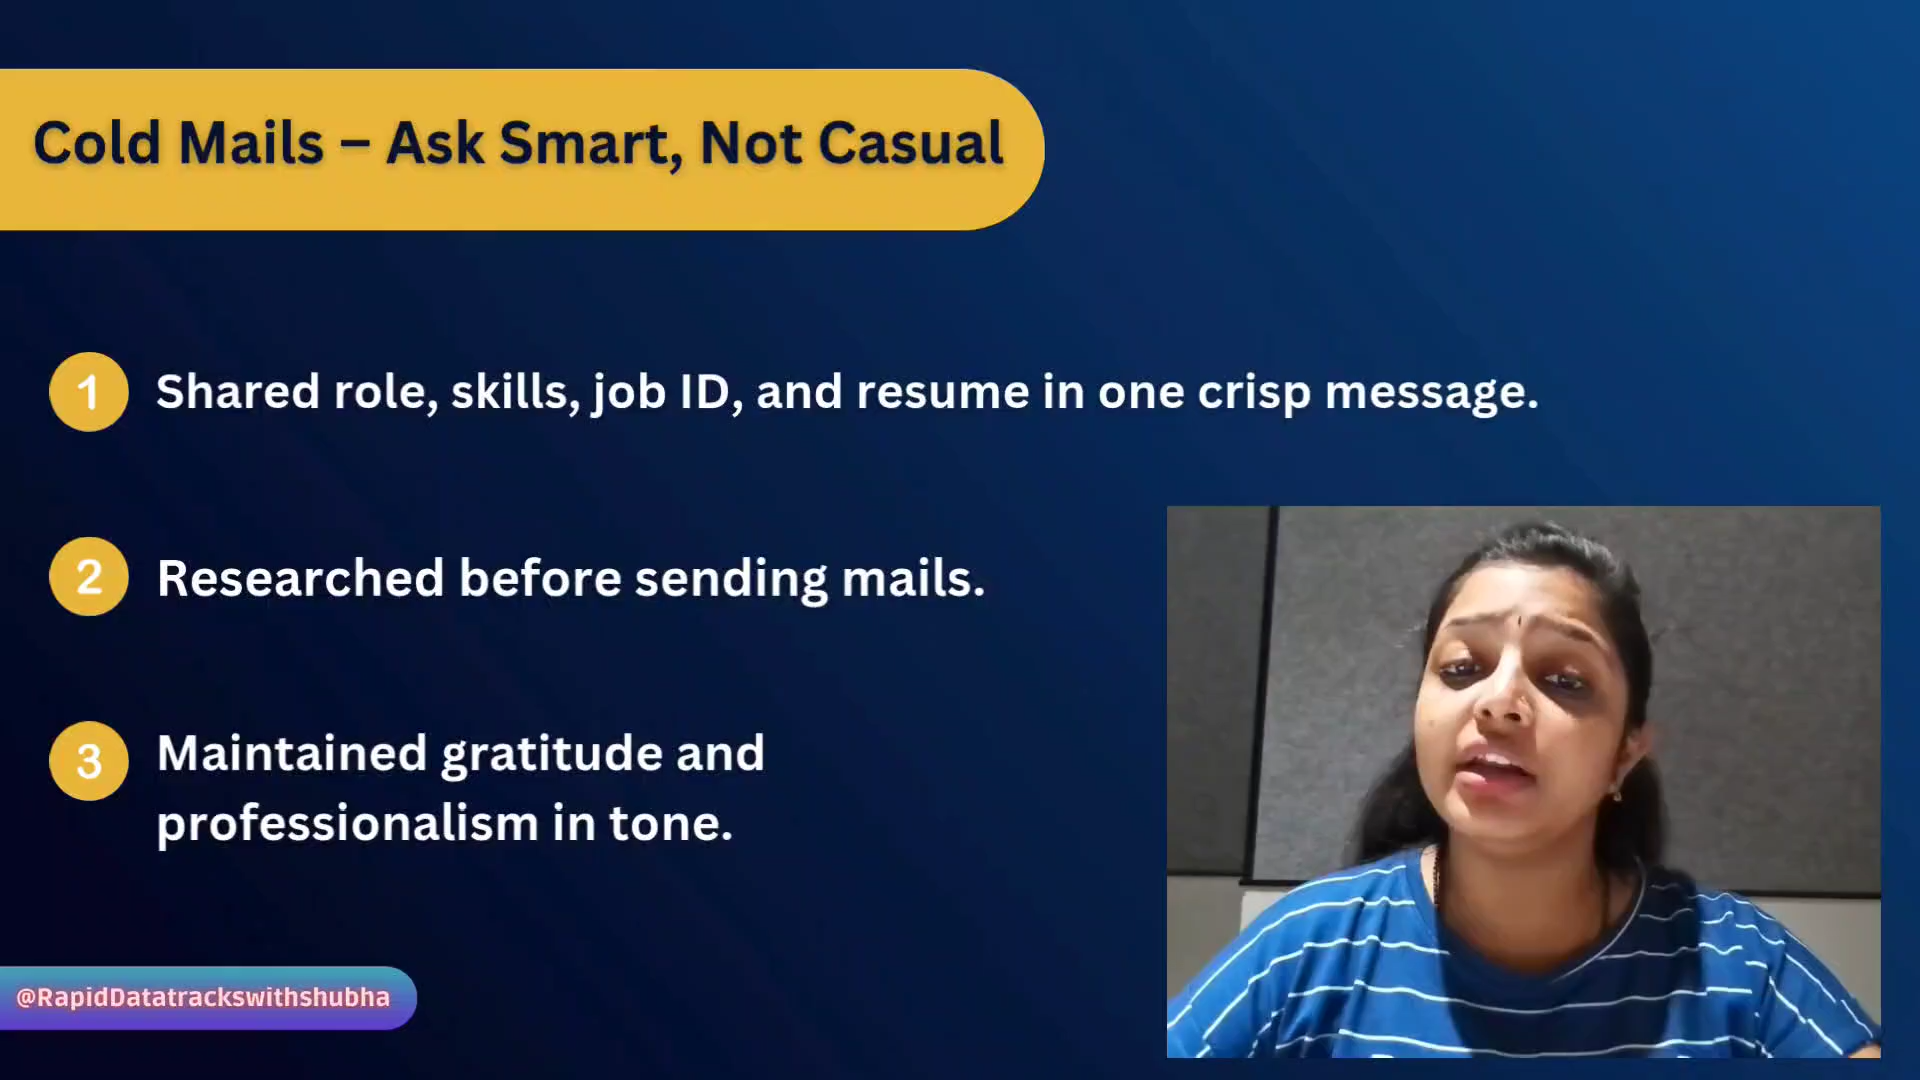 Cold Mails – Ask Smart, Not Casual
1 Shared role, skills, job ID, and resume in one crisp message.
2 Researched before sending mails.
3 Maintained gratitude and
professionalism in tone.
@RapidDatatrackswithshubha